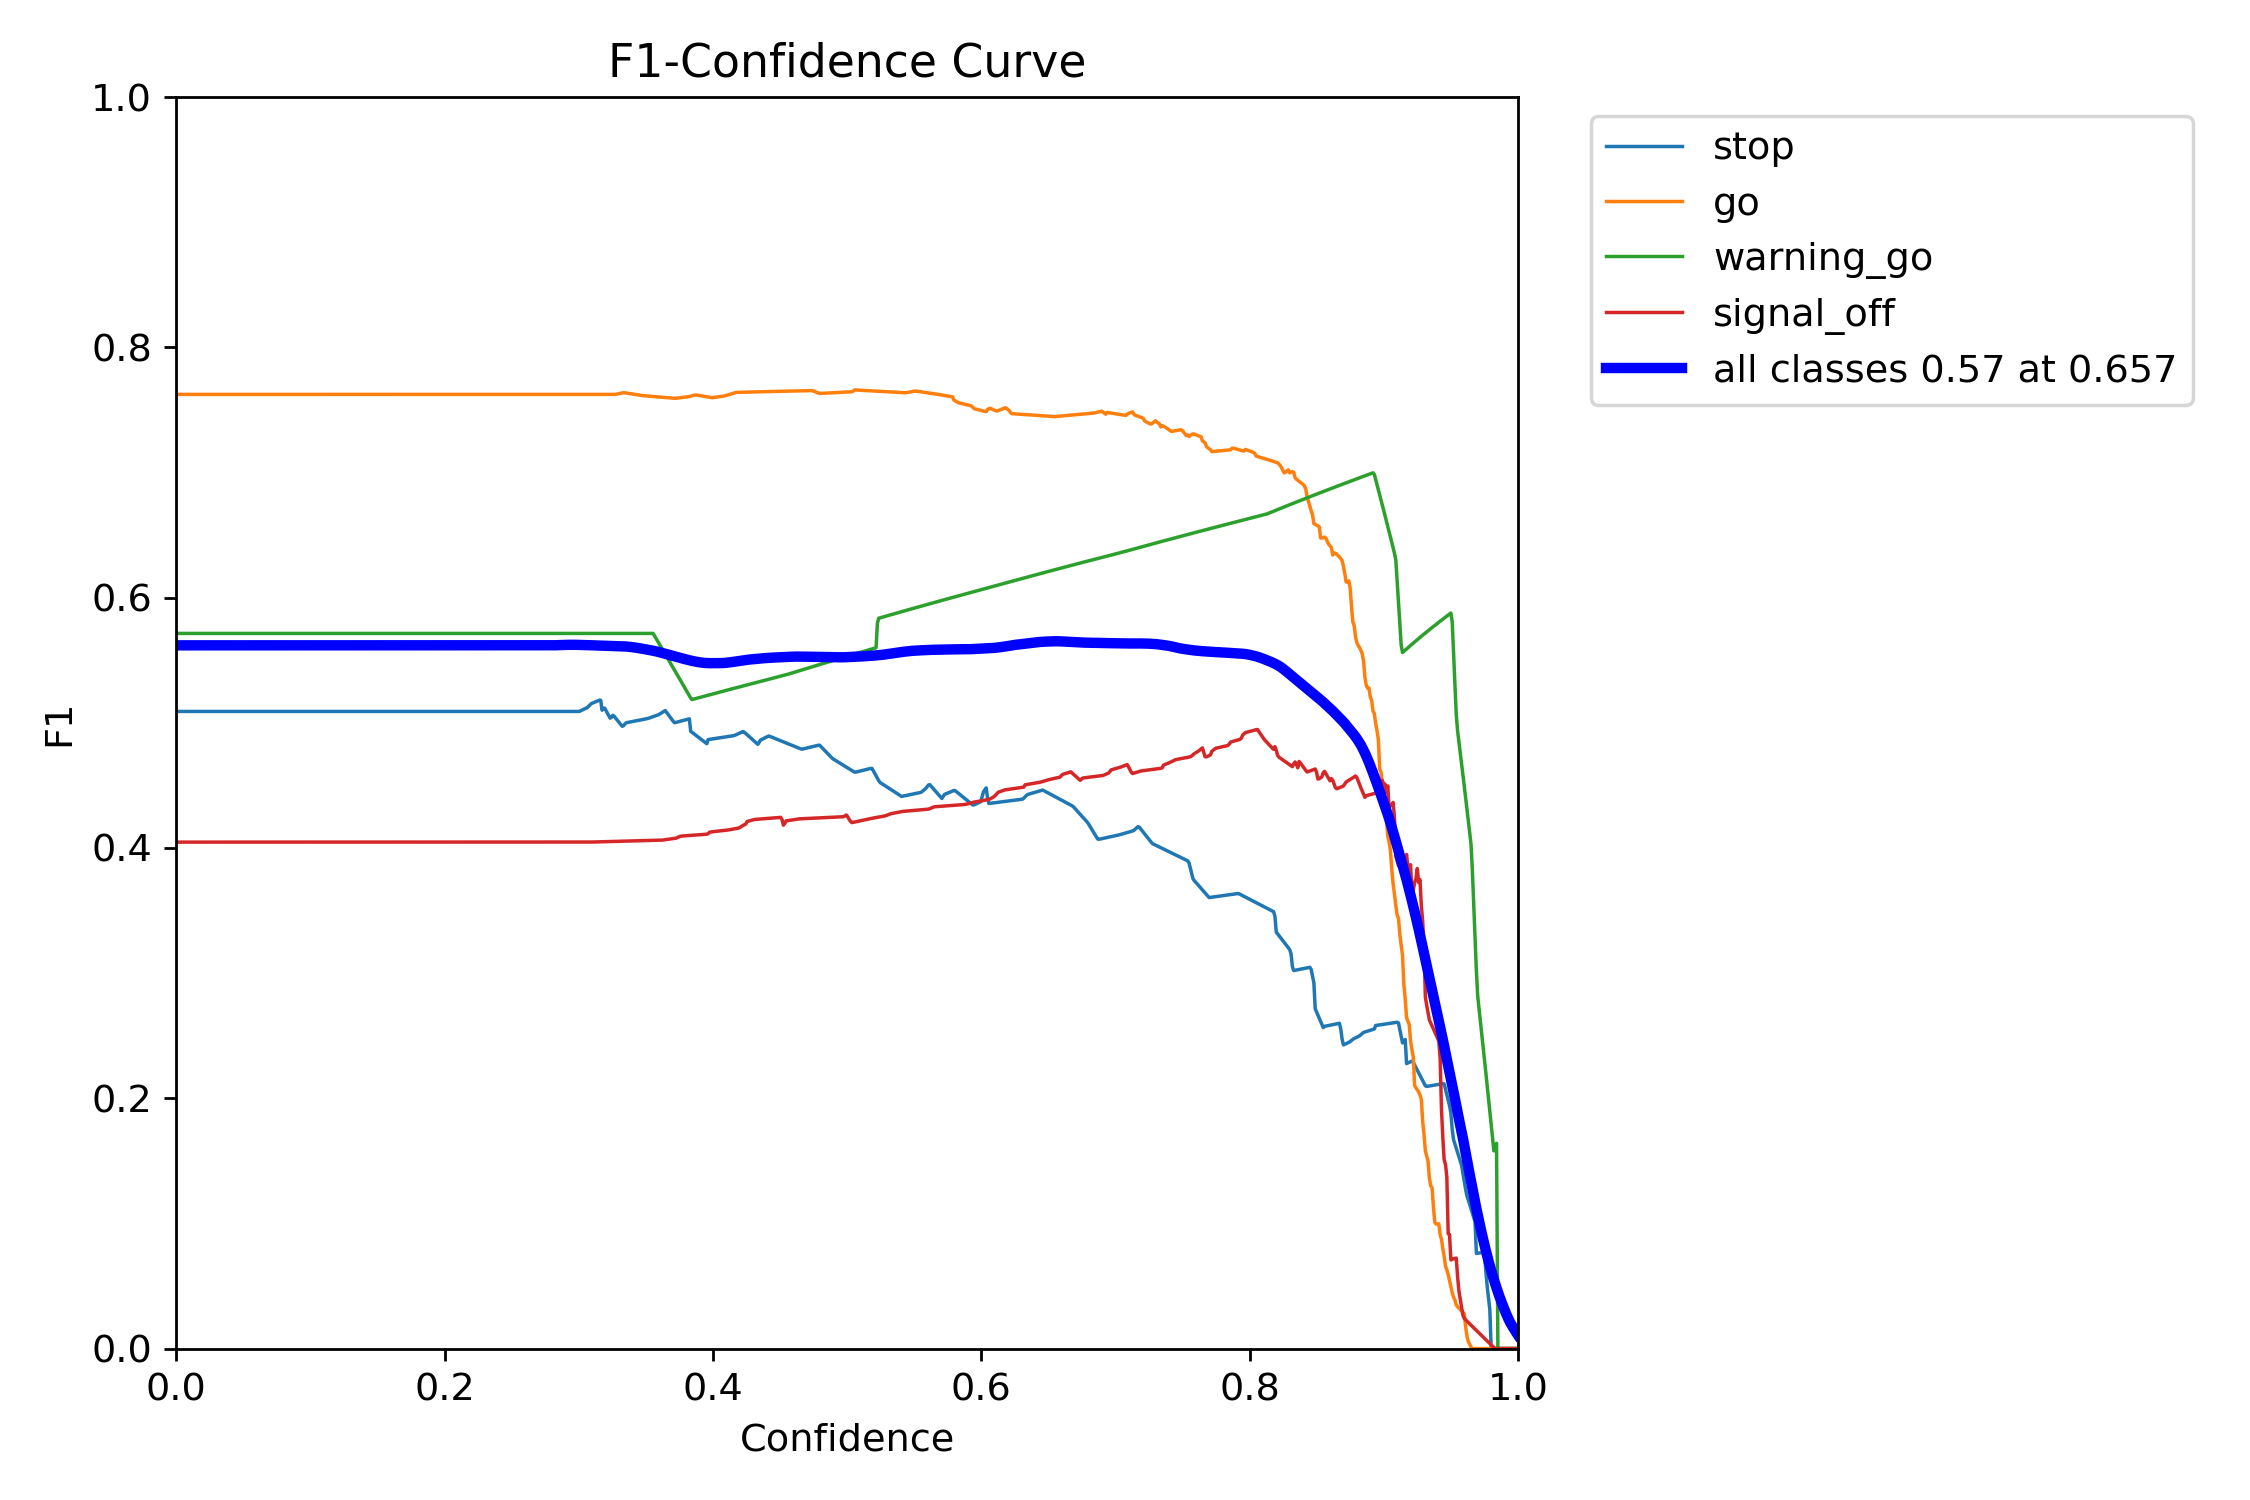 F1-Confidence Curve
1.0
0.8
0.6
0.4
0.2
0.0
F1
0.0 0.2 0.4 0.6 0.8 1.0
Confidence
stop
go
warning_go
signal_off
all classes 0.57 at 0.657